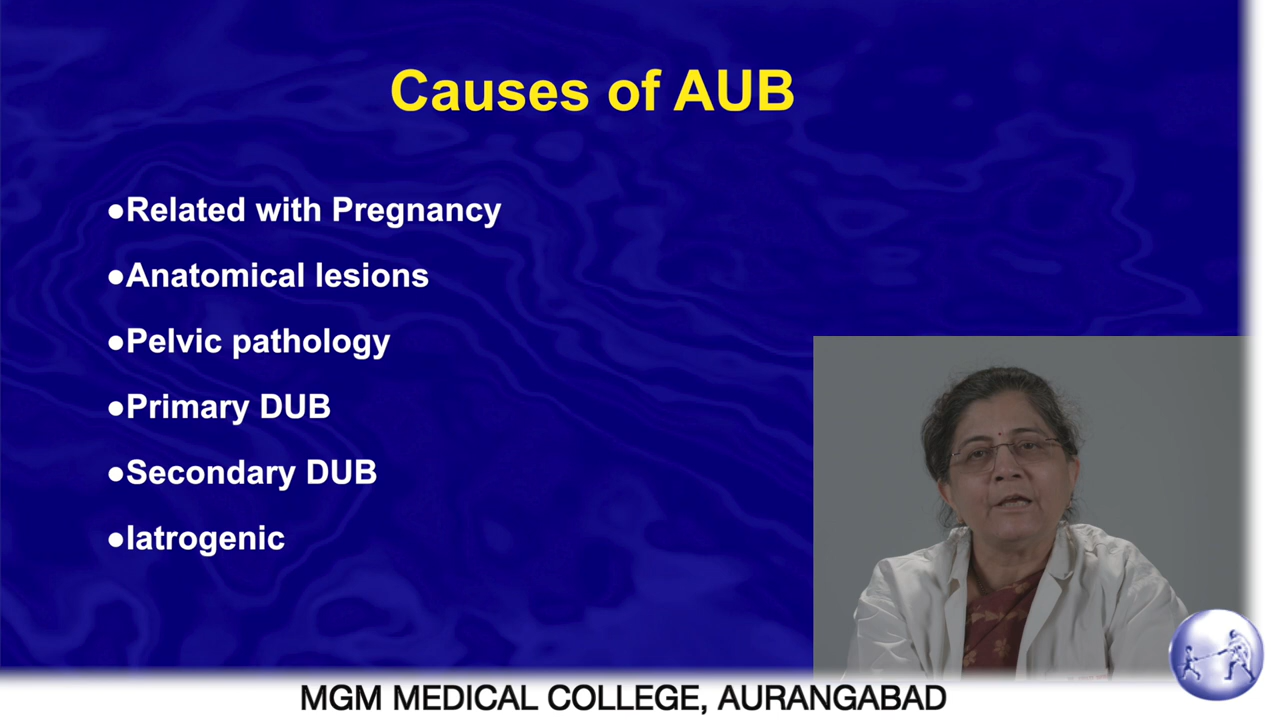 Causes of AUB
●Related with Pregnancy
●Anatomical lesions
●Pelvic pathology
●Primary DUB
●Secondary DUB
●Iatrogenic
MGM MEDICAL COLLEGE, AURANGABAD